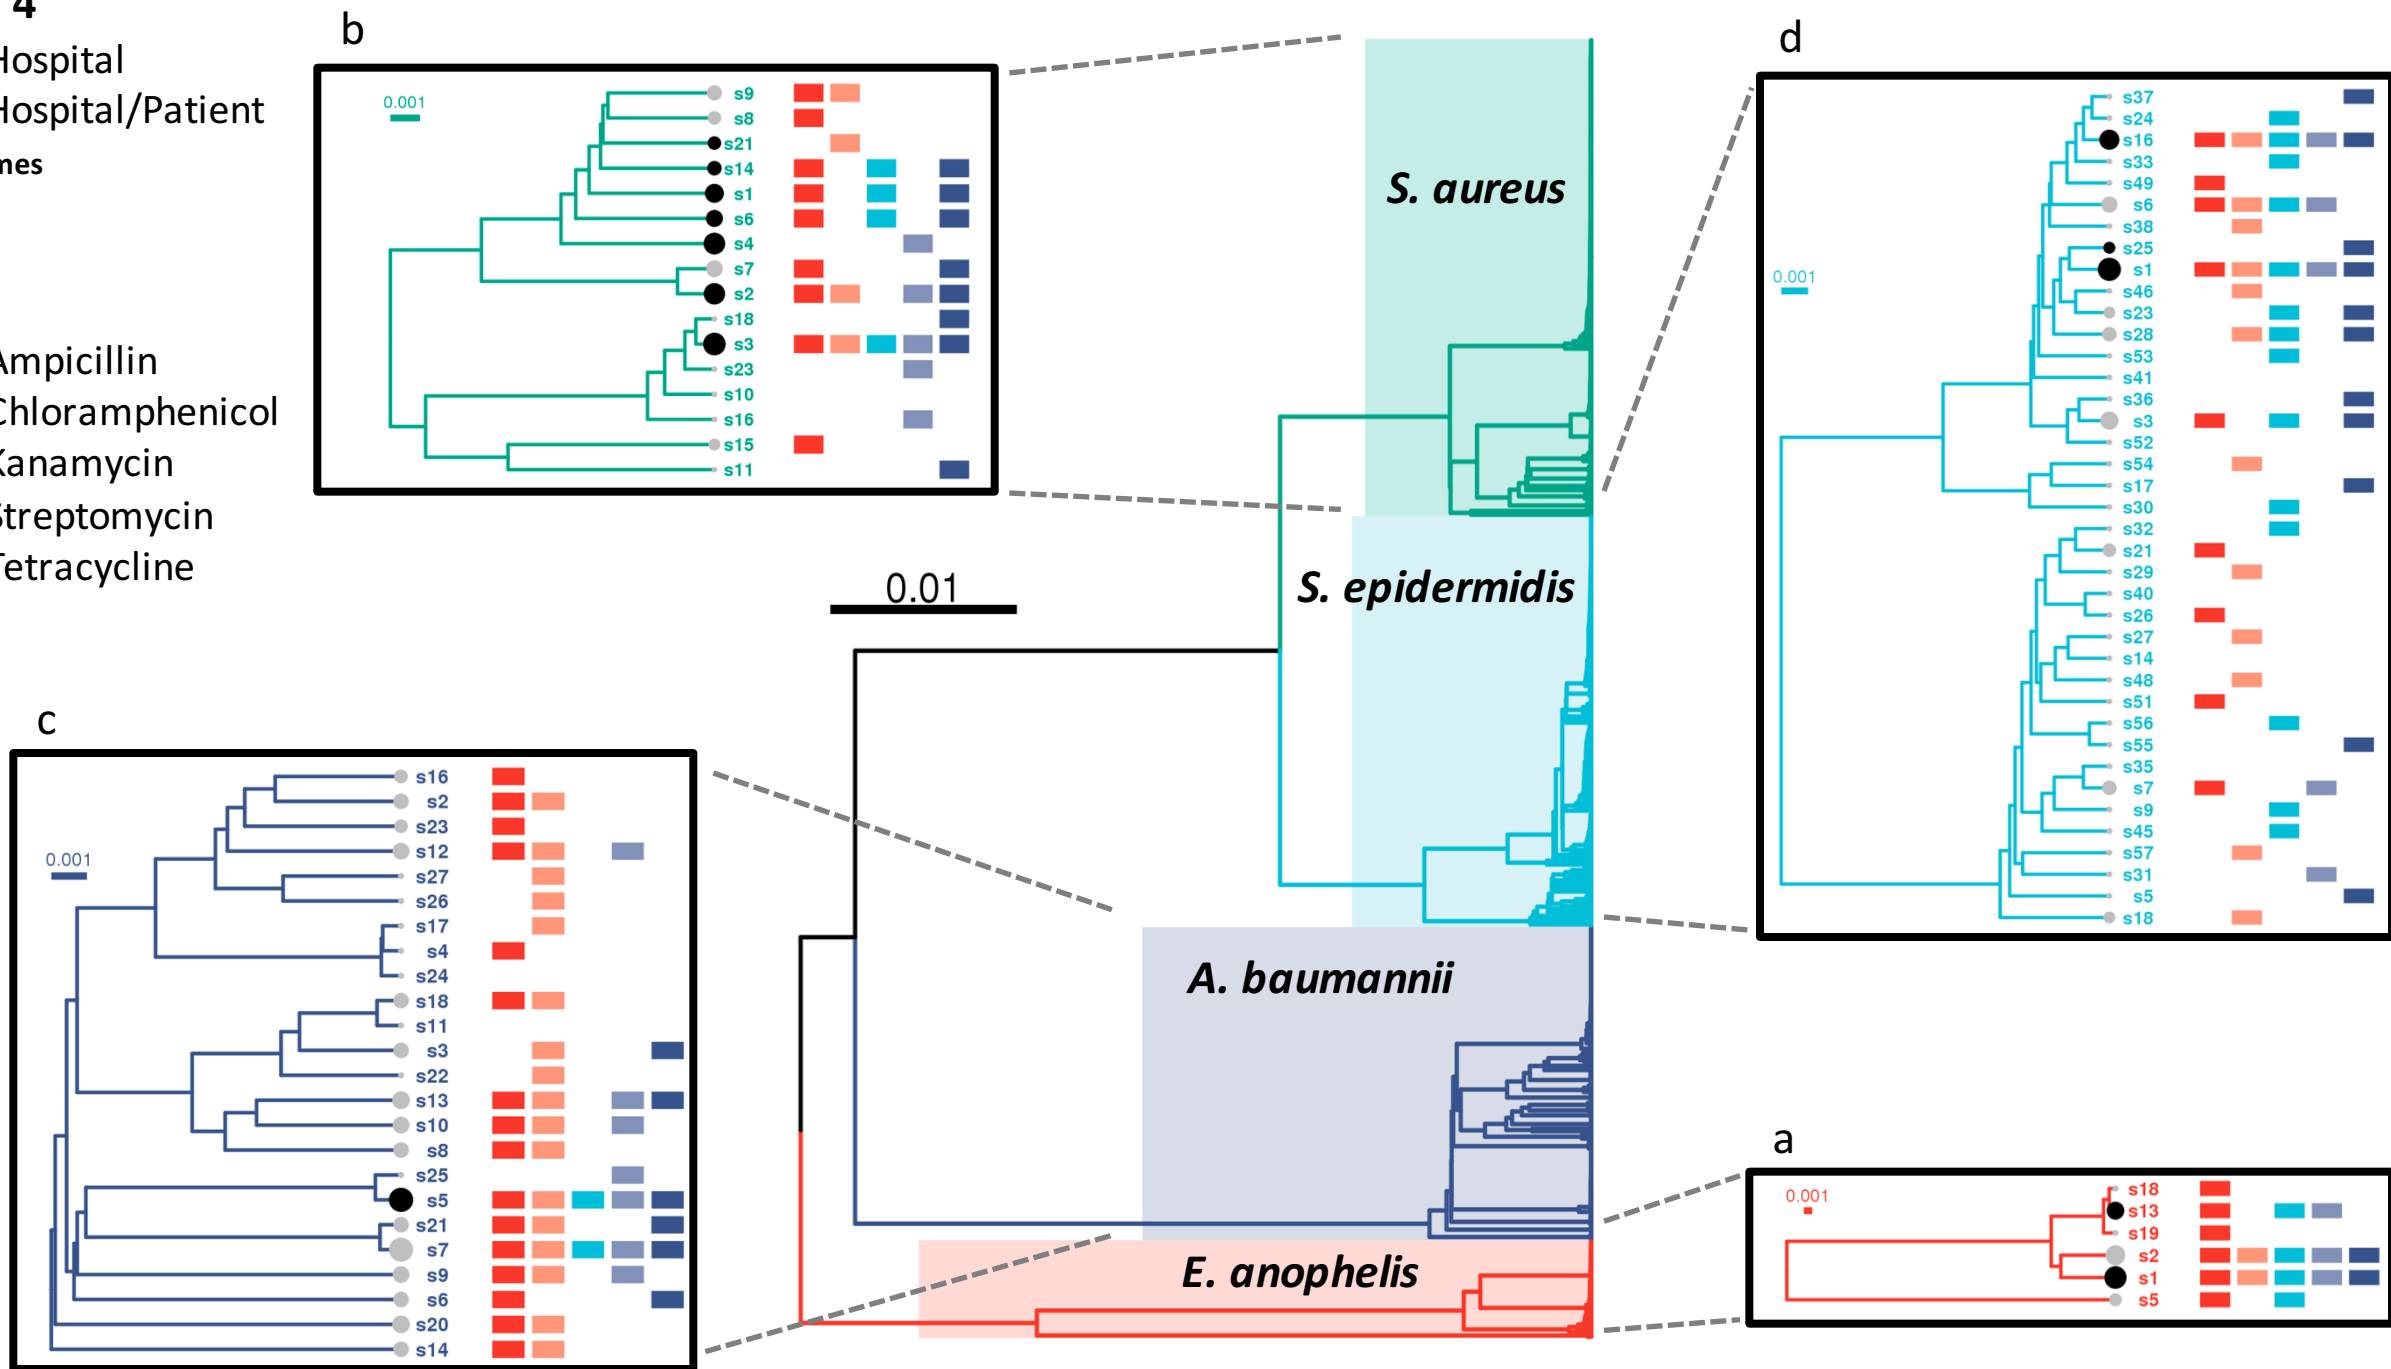 4
Hospital
Hospital/Patient
mes
Ampicillin
Chloramphenicol
Kanamycin
Streptomycin
Tetracycline
b
0.001
s9
s8
s21
s14
s1
s6
s4
s7
s2
s18
s3
s23
s10
s16
s15
s11
S. aureus
S. epidermidis
A. baumannii
E. anophelis
0.01
d
0.001
s37
s24
s16
s33
s49
s6
s38
s25
s1
s46
s23
s28
s53
s41
s36
s3
s52
s54
s17
s30
s32
s21
s29
s40
s26
s27
s14
s48
s51
s56
s55
s35
s7
s9
s45
s57
s31
s5
s18
c
0.001
s16
s2
s23
s12
s27
s26
s17
s4
s24
s18
s11
s3
s22
s13
s10
s8
s25
s5
s21
s7
s9
s6
s20
s14
a
0.001
s18
s13
s19
s2
s1
s5